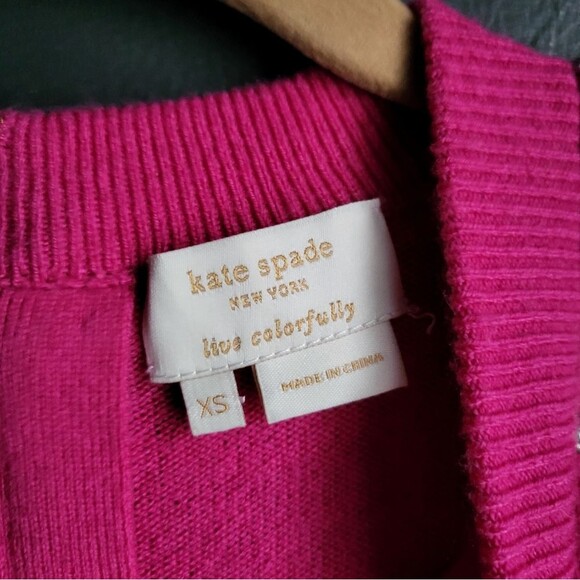 kate spade
NEW YORK
live colorfully
XS
MADE IN CHINA